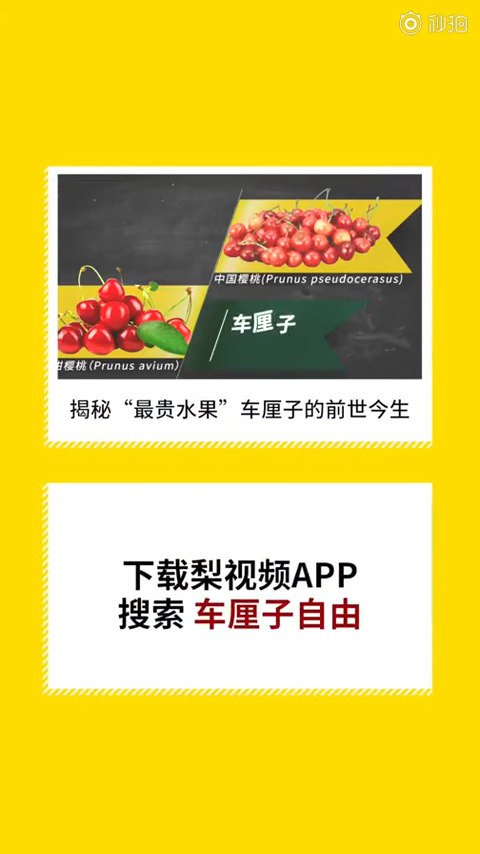 秒拍
中国樱桃(Prunus pseudocerasus)
车厘子
甜樱桃(Prunus avium)
揭秘“最贵水果”车厘子的前世今生
下载梨视频APP
搜索 车厘子自由